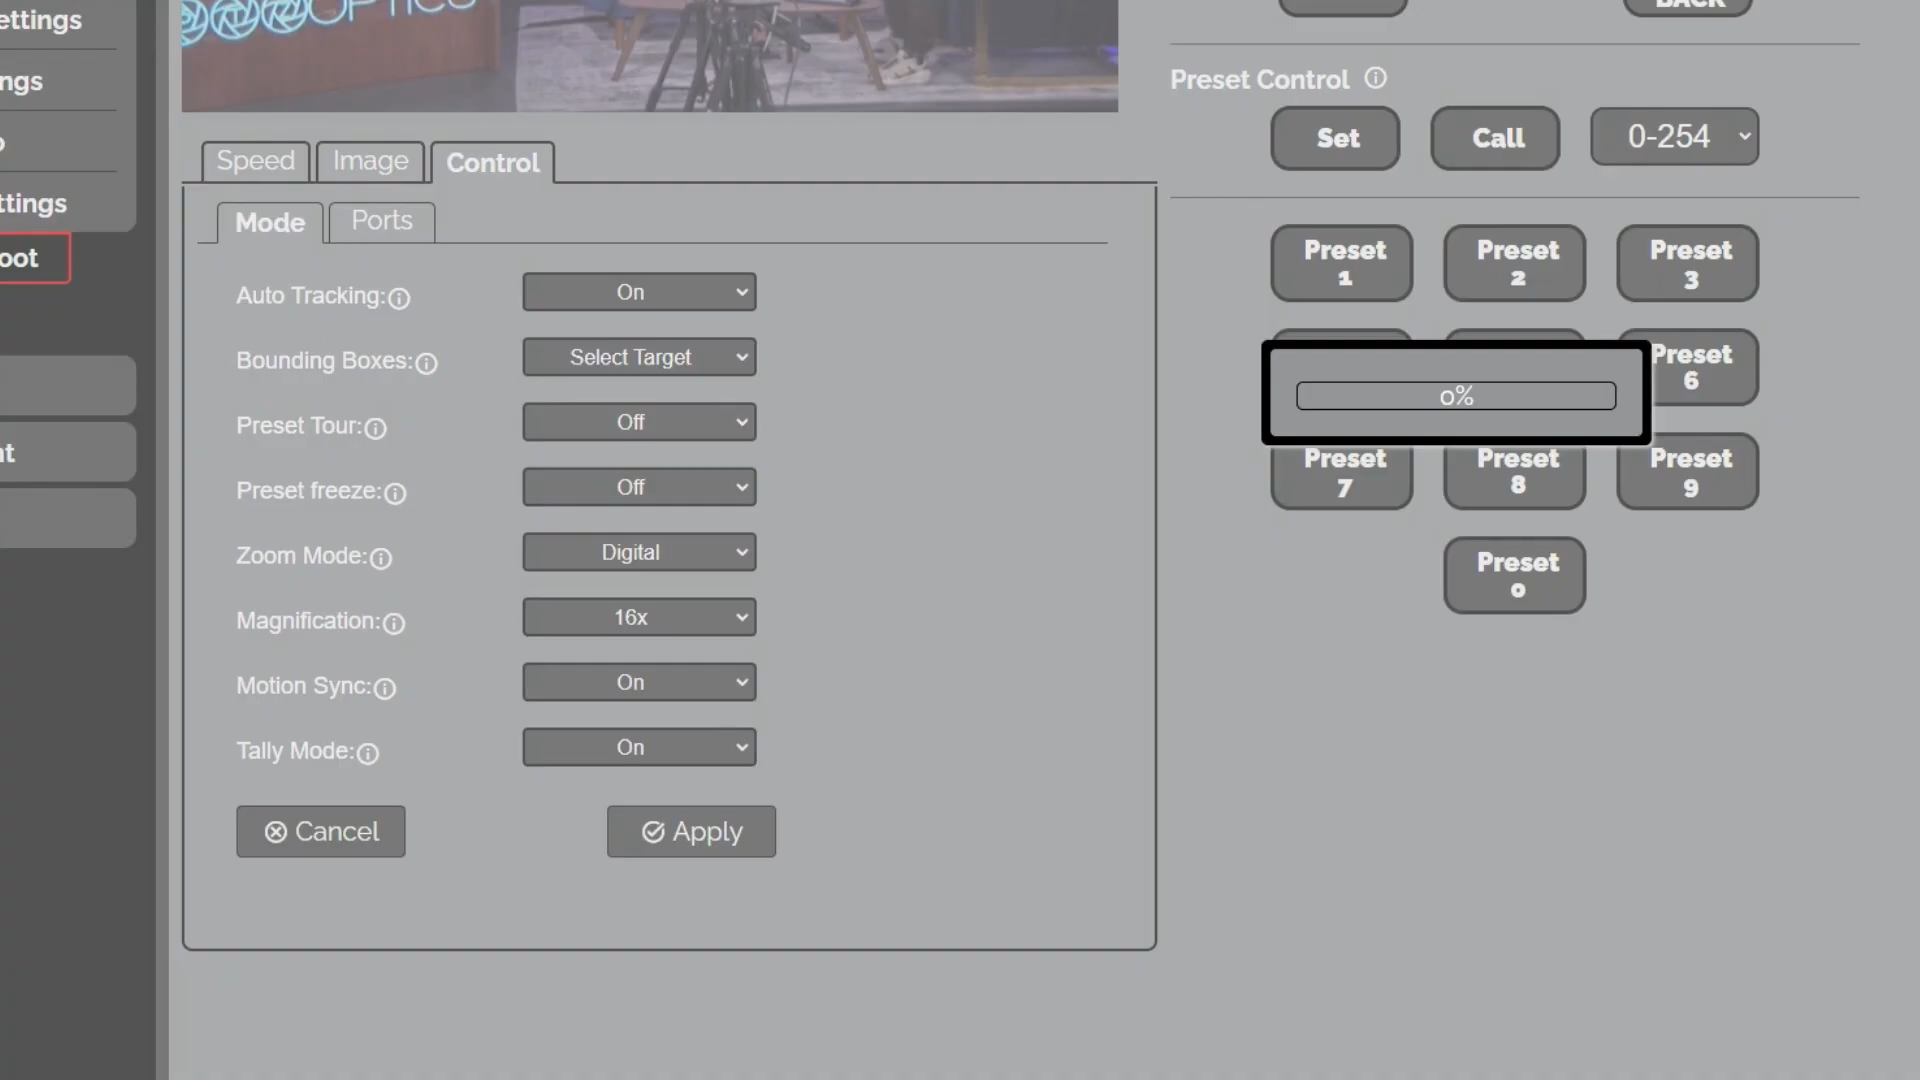 ettings
ngs
ttings
oot
nt
OPTICS
BACK
Preset Control
Set
Call
0-254
Speed
Image
Control
Mode
Ports
Auto Tracking:
On
Bounding Boxes:
Select Target
Preset Tour:
Off
Preset freeze:
Off
Zoom Mode:
Digital
Magnification:
16x
Motion Sync:
On
Tally Mode:
On
Cancel
Apply
Preset
1
Preset
2
Preset
3
0%
Preset
6
Preset
7
Preset
8
Preset
9
Preset
0